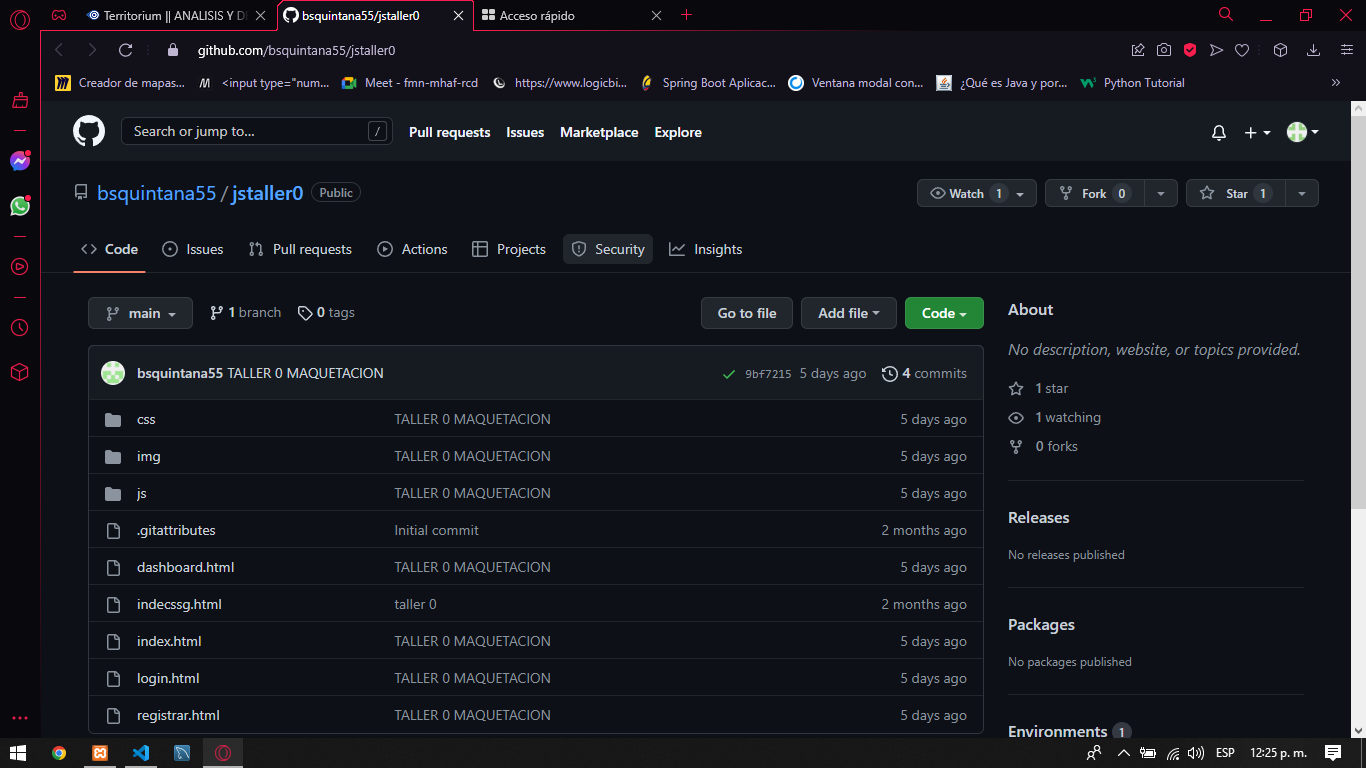 Territorium || ANALISIS Y D
bsquintana55/jstaller0
Acceso rápido
github.com/bsquintana55/jstaller0
Creador de mapas...
<input type="num...
Meet - fmn-mhaf-rcd
https://www.logicbi...
Spring Boot Aplicac...
Ventana modal con...
¿Qué es Java y por...
Python Tutorial
Search or jump to... /
Pull requests Issues Marketplace Explore
bsquintana55 / jstaller0 Public
Watch 1 Fork 0 Star 1
Code Issues Pull requests Actions Projects Security Insights
main 1 branch 0 tags Go to file Add file Code
bsquintana55 TALLER 0 MAQUETACION 9bf7215 5 days ago 4 commits
css TALLER 0 MAQUETACION 5 days ago
img TALLER 0 MAQUETACION 5 days ago
js TALLER 0 MAQUETACION 5 days ago
.gitattributes Initial commit 2 months ago
dashboard.html TALLER 0 MAQUETACION 5 days ago
indecssg.html taller 0 2 months ago
index.html TALLER 0 MAQUETACION 5 days ago
login.html TALLER 0 MAQUETACION 5 days ago
registrar.html TALLER 0 MAQUETACION 5 days ago
About
No description, website, or topics provided.
1 star
1 watching
0 forks
Releases
No releases published
Packages
No packages published
Environments 1
ESP 12:25 p. m.